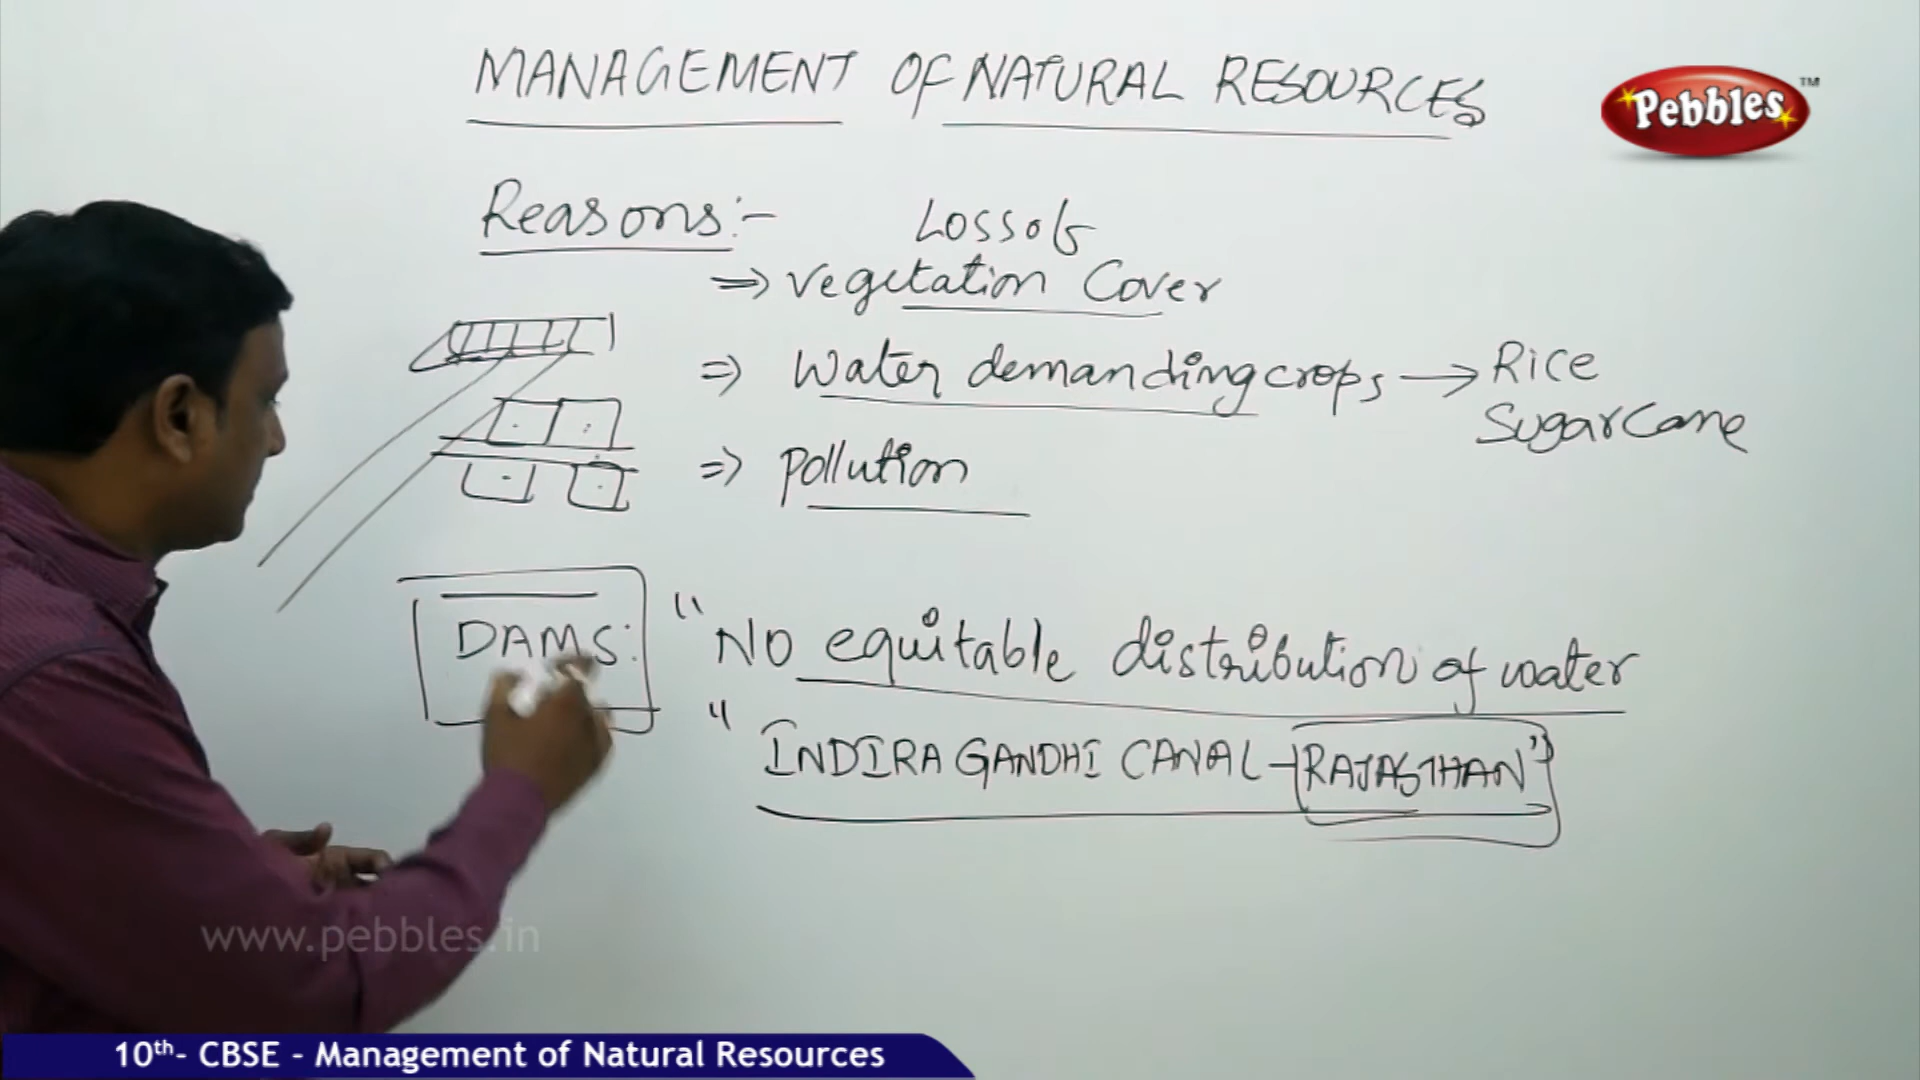 MANAGEMENT OF NATURAL RESOURCES
Pebbles™
Reasons:-
Loss of
=> vegetation Cover
=> water demanding crops → Rice
Sugarcane
=> pollution
DAMS: "No equitable distribution of water
" INDIRA GANDHI CANAL - RAJASTHAN"
www.pebbles.in
10th- CBSE - Management of Natural Resources